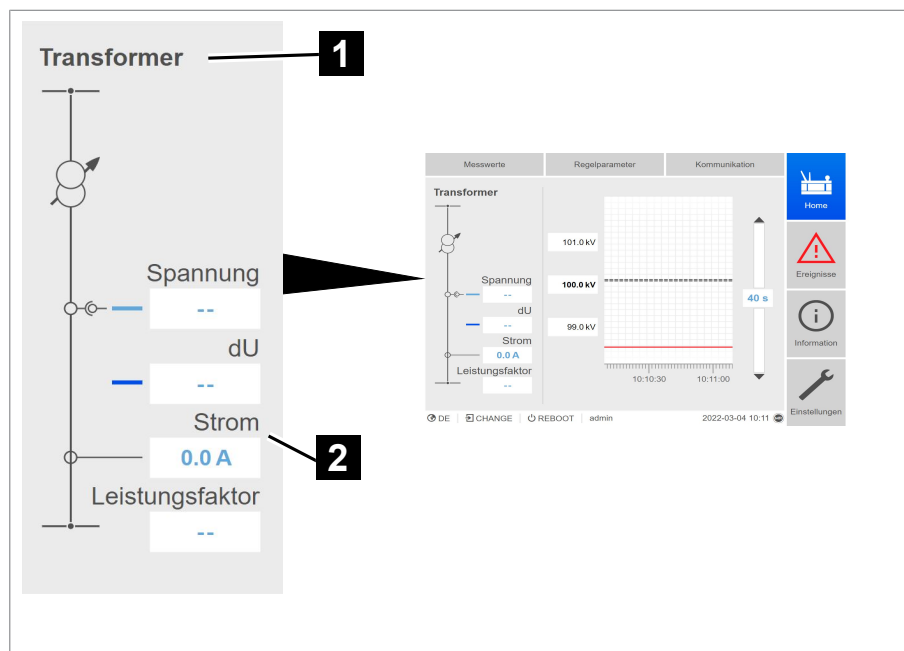 Transformer
1
Spannung
--
dU
--
Strom
0.0 A
2
Leistungsfaktor
--
Messwerte
Regelparameter
Kommunikation
Home
Transformer
Spannung
--
dU
--
Strom
0.0 A
Leistungsfaktor
--
101.0 kV
100.0 kV
99.0 kV
10:10:30
10:11:00
40 s
Ereignisse
Information
Einstellungen
DE
CHANGE
REBOOT
admin
2022-03-04 10:11